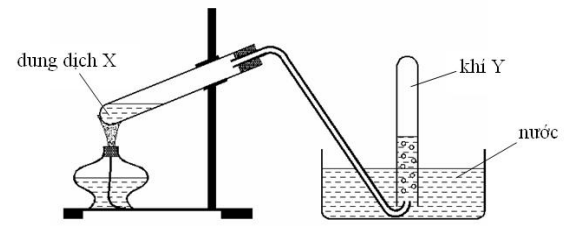 dung dịch X
khí Y
nước